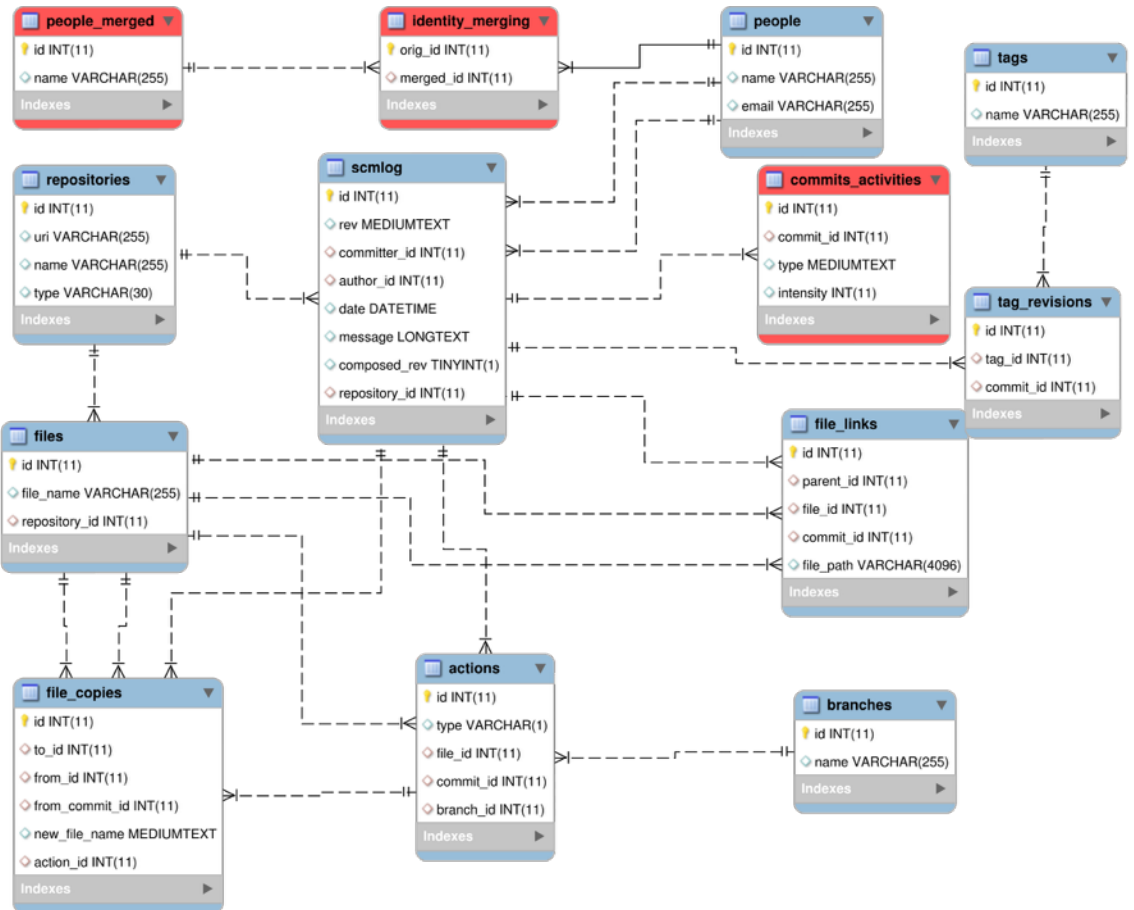 people_merged
id INT(11)
name VARCHAR(255)
Indexes
identity_merging
orig_id INT(11)
merged_id INT(11)
Indexes
people
id INT(11)
name VARCHAR(255)
email VARCHAR(255)
Indexes
tags
id INT(11)
name VARCHAR(255)
Indexes
repositories
id INT(11)
uri VARCHAR(255)
name VARCHAR(255)
type VARCHAR(30)
Indexes
scmlog
id INT(11)
rev MEDIUMTEXT
committer_id INT(11)
author_id INT(11)
date DATETIME
message LONGTEXT
composed_rev TINYINT(1)
repository_id INT(11)
Indexes
commits_activities
id INT(11)
commit_id INT(11)
type MEDIUMTEXT
intensity INT(11)
Indexes
tag_revisions
id INT(11)
tag_id INT(11)
commit_id INT(11)
Indexes
files
id INT(11)
file_name VARCHAR(255)
repository_id INT(11)
Indexes
file_links
id INT(11)
parent_id INT(11)
file_id INT(11)
commit_id INT(11)
file_path VARCHAR(4096)
Indexes
file_copies
id INT(11)
to_id INT(11)
from_id INT(11)
from_commit_id INT(11)
new_file_name MEDIUMTEXT
action_id INT(11)
Indexes
actions
id INT(11)
type VARCHAR(1)
file_id INT(11)
commit_id INT(11)
branch_id INT(11)
Indexes
branches
id INT(11)
name VARCHAR(255)
Indexes